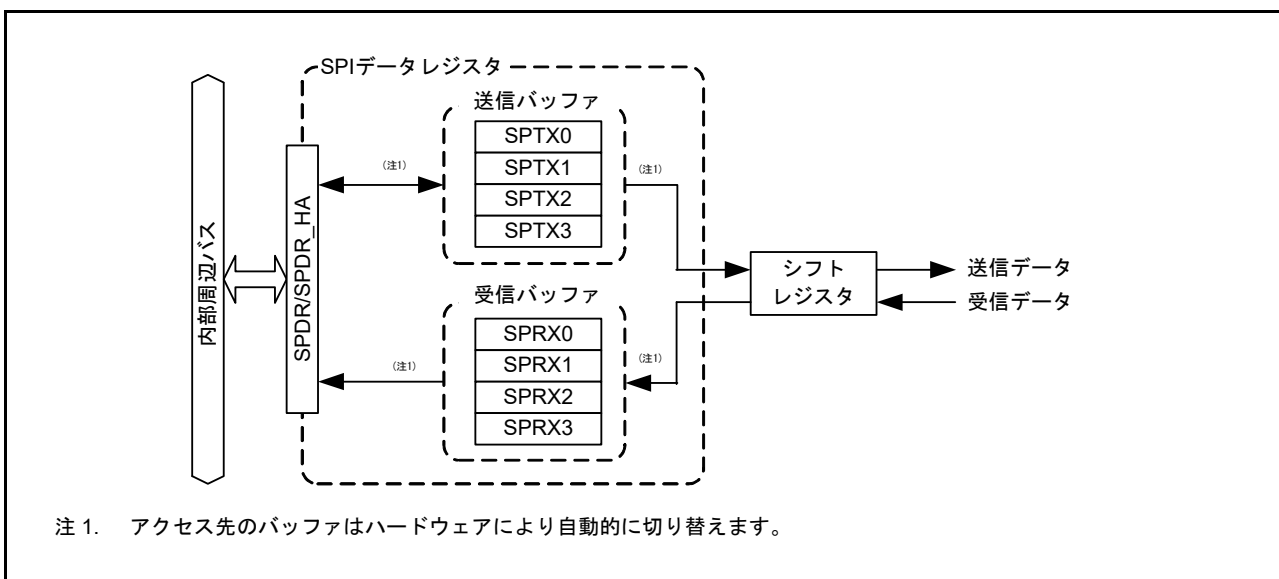 SPIデータレジスタ
送信バッファ
SPTX0
SPTX1
SPTX2
SPTX3
(注1)
(注1)
内部周辺バス
SPDR/SPDR_HA
シフト
レジスタ
送信データ
受信データ
受信バッファ
SPRX0
SPRX1
SPRX2
SPRX3
(注1)
(注1)
注 1. アクセス先のバッファはハードウェアにより自動的に切り替えます。